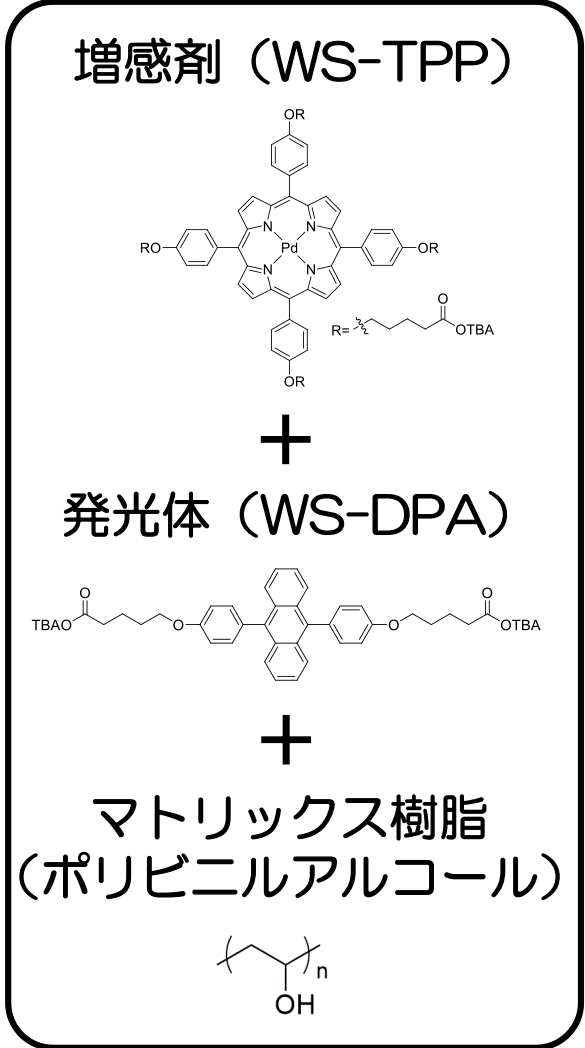 増感剤（WS-TPP）
OR
RO
N
N
Pd
N
N
OR
R=
O
OTBA
OR
+
発光体（WS-DPA）
O
TBAO
O
O
O
OTBA
+
マトリックス樹脂
（ポリビニルアルコール）
n
OH